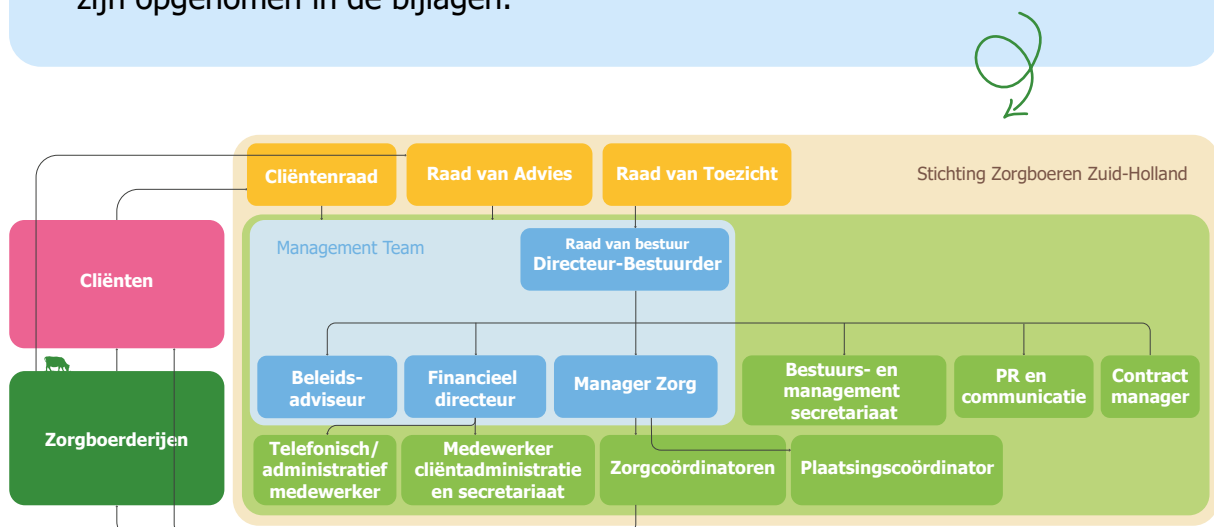 zijn opgenomen in de bijlagen.
Cliëntenraad
Raad van Advies
Raad van Toezicht
Stichting Zorgboeren Zuid-Holland
Management Team
Raad van bestuur
Directeur-Bestuurder
Cliënten
Beleids-
adviseur
Financieel
directeur
Manager Zorg
Bestuurs- en
management
secretariaat
PR en
communicatie
Contract
manager
Zorgboerderijen
Telefonisch/
administratief
medewerker
Medewerker
cliëntadministratie
en secretariaat
Zorgcoördinatoren
Plaatsingscoördinator